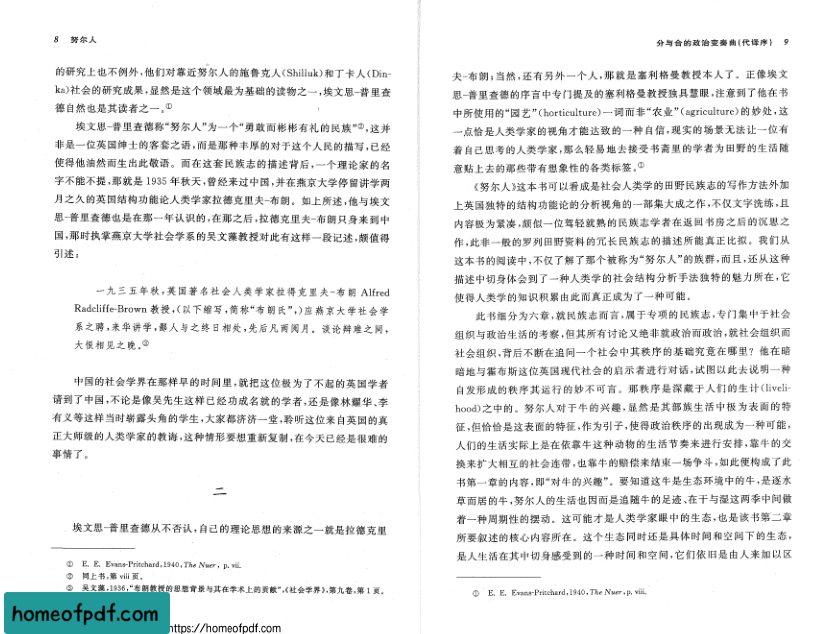 8 努尔人
的研究上也不例外,他们对靠近努尔人的施鲁克人(Shilluk)和丁卡人(Din-
ka)社会的研究成果,显然是这个领域最为基础的读物之一,埃文思-普里查
德自然也是其读者之一。①
埃文思-普里查德称“努尔人”为一个“勇敢而彬彬有礼的民族”②,这并
非是一位英国绅士的客套之语,而是那种丰厚的对于这个人民的描写,已经
使得他油然而生出此敬语。而在这套民族志的描述背后,一个理论家的名
字不能不提,那就是 1935 年秋天,曾经来过中国,并在燕京大学停留讲学两
月之久的英国结构功能论人类学家拉德克里夫-布朗。如上所述,他与埃文
思-普里查德也是在那一年认识的,在那之后,拉德克里夫-布朗只身来到中
国,那时执掌燕京大学社会学系的吴文藻教授对此有这样一段记述,颇值得
引述:
一九三五年秋,英国著名社会人类学家拉得克里夫-布朗 Alfred
Radcliffe-Brown 教授,(以下缩写,简称“布朗氏”,)应燕京大学社会学
系之聘,来华讲学,鄙人与之终日相处,先后凡两阅月。谈论辩难之间,
大恨相见之晚。③
中国的社会学界在那样早的时间里,就把这位极为了不起的英国学者
请到了中国,不论是像吴先生这样已经功成名就的学者,还是像林耀华、李
有义等这样当时崭露头角的学生,大家都济济一堂,聆听这位来自英国的真
正大师级的人类学家的教诲,这种情形要想重新复制,在今天已经是很难的
事情了。
二
埃文思-普里查德从不否认,自己的理论思想的来源之一就是拉德克里
① E. E. Evans-Pritchard,1940,The Nuer, p. vii.
② 同上书,第 viii 页。
③ 吴文藻,1936,“布朗教授的思想背景与其在学术上的贡献”,《社会学界》,第九卷,第 1 页。
分与合的政治变奏曲(代译序) 9
夫-布朗;当然,还有另外一个人,那就是塞利格曼教授本人了。正像埃文
思-普里查德的序言中专门提及的塞利格曼教授独具慧眼,注意到了他在书
中所使用的“园艺”(horticulture)一词而非“农业”(agriculture)的妙处,这
一点恰是人类学家的视角才能达致的一种自信,现实的场景无法让一位有
着自己思考的人类学家,那么轻易地去接受书斋里的学者为田野的生活随
意贴上去的那些带有想象性的各类标签。①
《努尔人》这本书可以看成是社会人类学的田野民族志的写作方法外加
上英国独特的结构功能论的分析视角的一部集大成之作,不仅文字洗练,且
内容极为紧凑,颇似一位驾轻就熟的民族志学者在返回书房之后的沉思之
作,此非一般的罗列田野资料的冗长民族志的描述所能真正比拟。我们从
这本书的阅读中,不仅了解了那个被称为“努尔人”的族群,而且,还从这种
描述中切身体会到了一种人类学的社会结构分析手法独特的魅力所在,它
使得人类学的知识积累由此而真正成为了一种可能。
此书细分为六章,就民族志而言,属于专项的民族志,专门集中于社会
组织与政治生活的考察,但其所有讨论又绝非就政治而政治,就社会组织而
社会组织,背后不断在追问一个社会中其秩序的基础究竟在哪里?他在暗
暗地与霍布斯这位英国现代社会的启示者进行对话,试图以此去说明一种
自发形成的秩序其运行的妙不可言。那秩序是深藏于人们的生计(liveli-
hood)之中的。努尔人对于牛的兴趣,显然是其部族生活中极为表面的特
征,但恰恰是这表面的特征,作为引子,使得政治秩序的出现成为一种可能,
人们的生活实际上是在依靠牛这种动物的生活节奏来进行安排,靠牛的交
换来扩大相互的社会连带,也靠牛的赔偿来结束一场争斗,如此便构成了此
书第一章的内容,即“对牛的兴趣”。要知道这牛是生态环境中的牛,是逐水
草而居的牛,努尔人的生活也因而是追随牛的足迹、在干与湿这两季中间做
着一种周期性的摆动。这可能才是人类学家眼中的生态,也是该书第二章
所要叙述的核心内容所在。这个生态同时还是具体时间和空间下的生态,
是人生活在其中切身感受到的一种时间和空间,它们依旧是由人来加以区
① E. E. Evans-Pritchard,1940,The Nuer,p. viii.
homeofpdf.com
https://homeofpdf.com